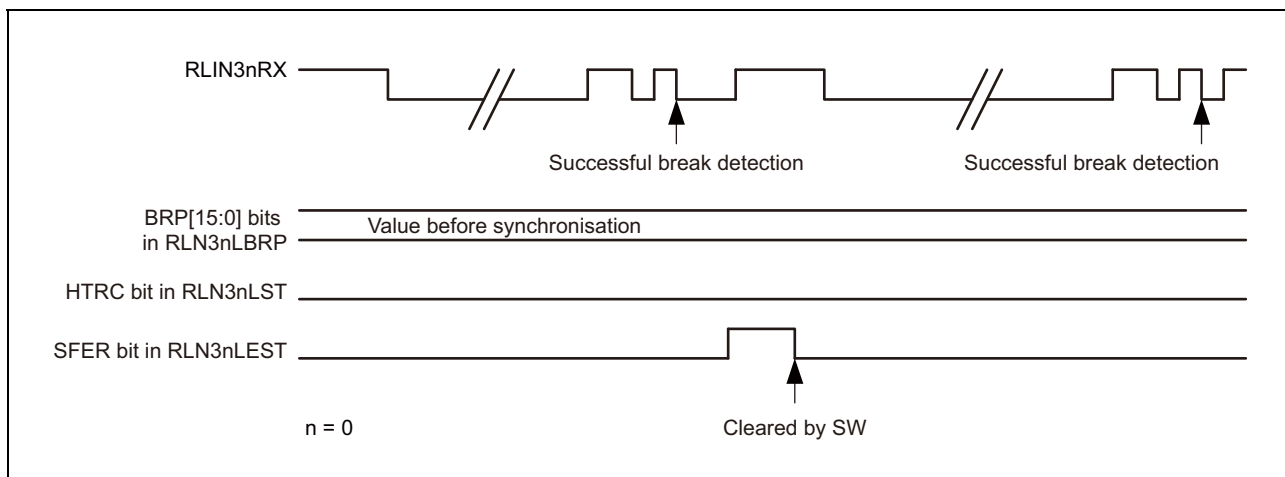 RLIN3nRX
Successful break detection
Successful break detection
BRP[15:0] bits
in RLN3nLBRP
Value before synchronisation
HTRC bit in RLN3nLST
SFER bit in RLN3nLEST
n = 0
Cleared by SW